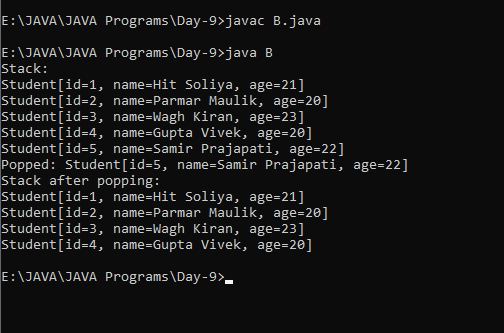 E:\JAVA\JAVA Programs\Day-9>javac B.java
E:\JAVA\JAVA Programs\Day-9>java B
Stack:
Student[id=1, name=Hit Soliya, age=21]
Student[id=2, name=Parmar Maulik, age=20]
Student[id=3, name=Wagh Kiran, age=23]
Student[id=4, name=Gupta Vivek, age=20]
Student[id=5, name=Samir Prajapati, age=22]
Popped: Student[id=5, name=Samir Prajapati, age=22]
Stack after popping:
Student[id=1, name=Hit Soliya, age=21]
Student[id=2, name=Parmar Maulik, age=20]
Student[id=3, name=Wagh Kiran, age=23]
Student[id=4, name=Gupta Vivek, age=20]
E:\JAVA\JAVA Programs\Day-9>